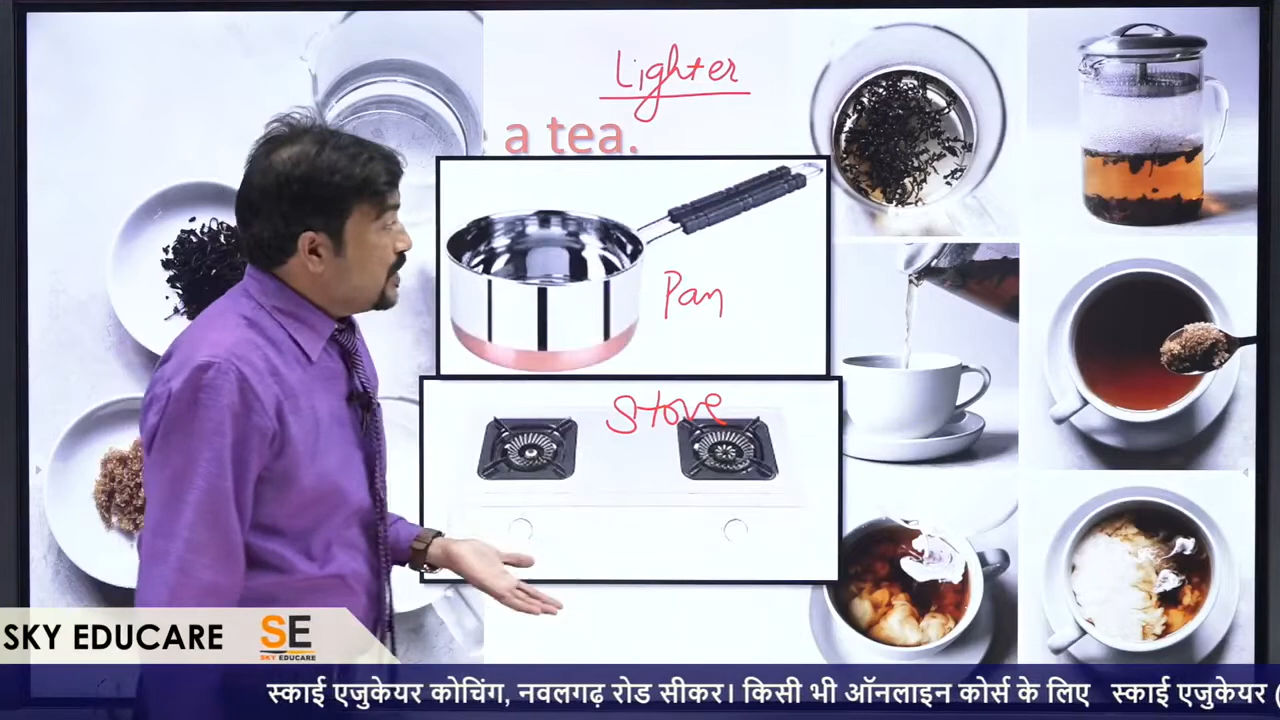 Lighter
a tea.
Pan
Stove
SKY EDUCARE
SE
SKY EDUCARE
स्काई एजुकेयर कोचिंग, नवलगढ़ रोड सीकर। किसी भी ऑनलाइन कोर्स के लिए स्काई एजुकेयर (